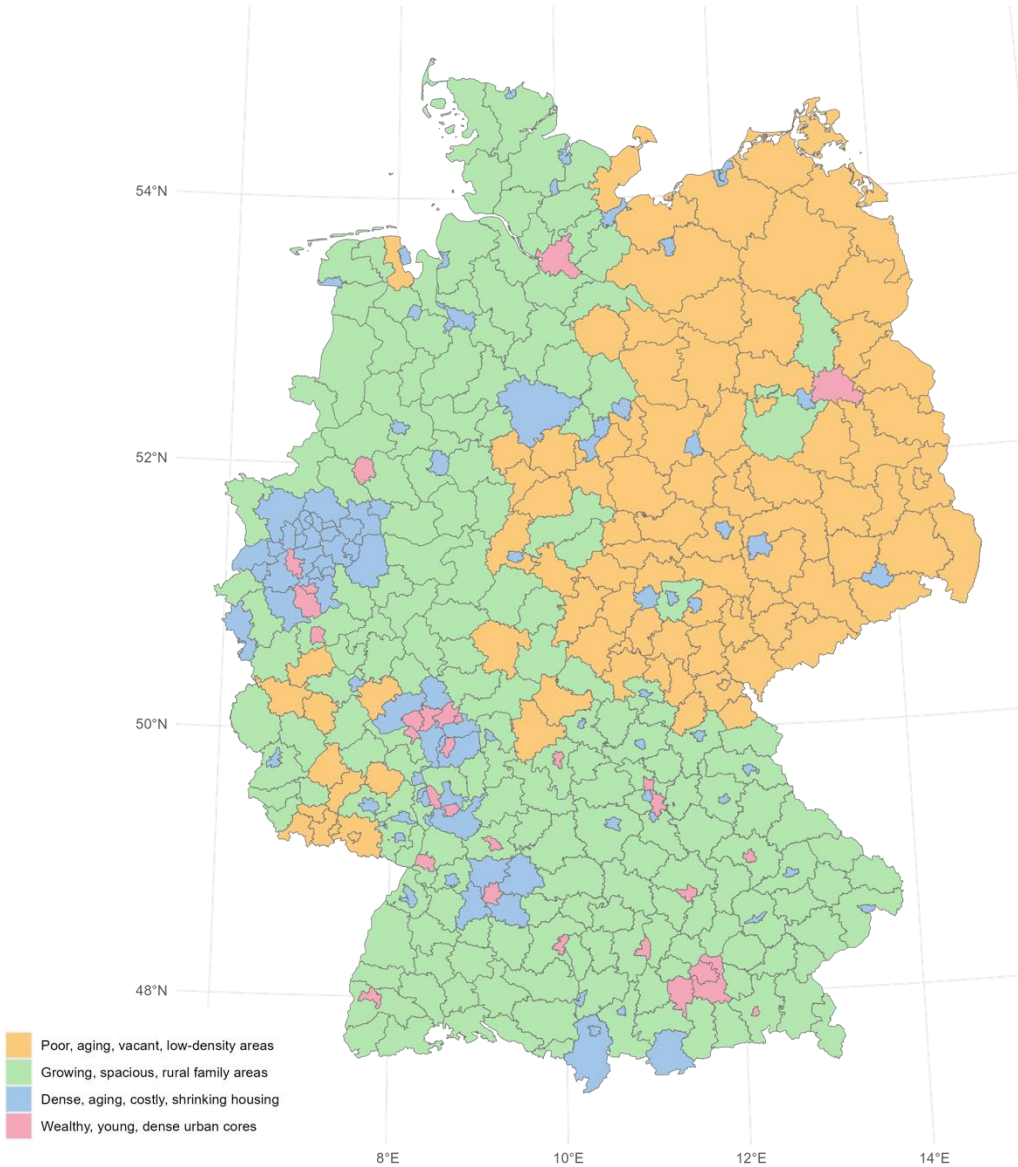 54°N
52°N
50°N
48°N
Poor, aging, vacant, low-density areas
Growing, spacious, rural family areas
Dense, aging, costly, shrinking housing
Wealthy, young, dense urban cores
8°E 10°E 12°E 14°E